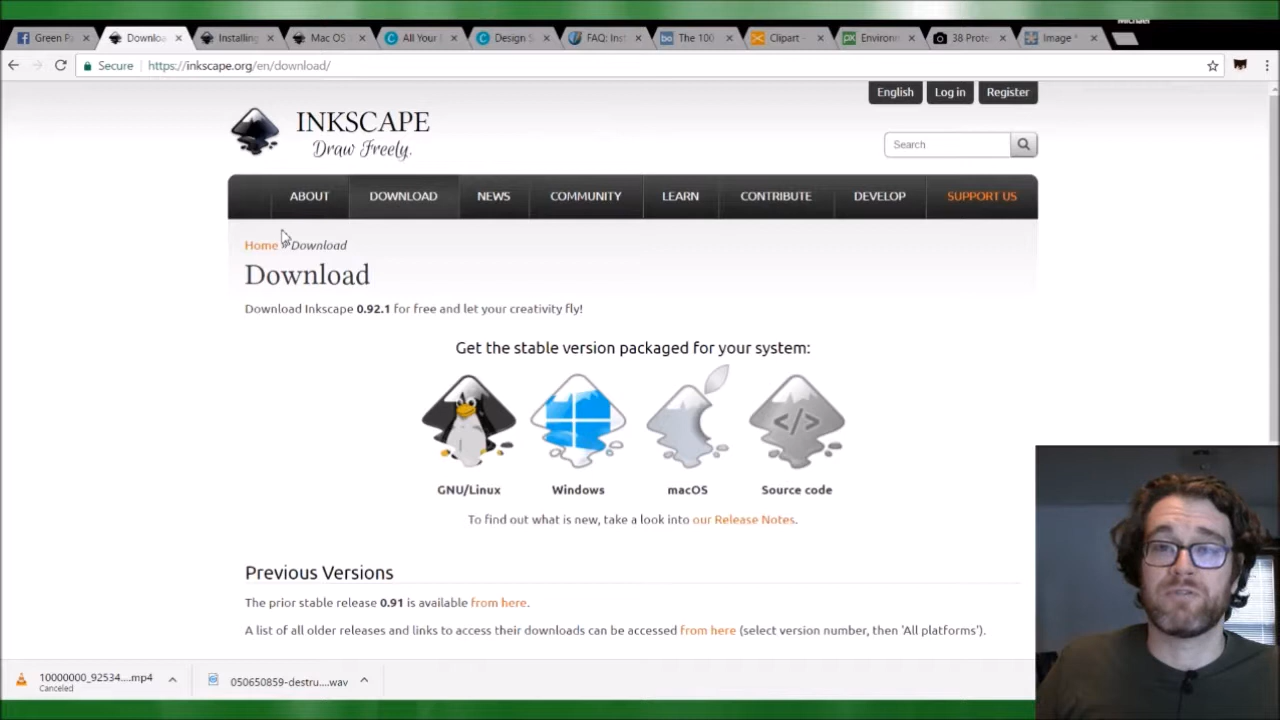 Michael
Green Pa
Downloa
Installing
Mac OS
All Your
Design S
FAQ: Inst
The 100
Clipart -
Environ
38 Prote
Image
Secure https://inkscape.org/en/download/
English Log in Register
INKSCAPE
Draw Freely.
Search
ABOUT DOWNLOAD NEWS COMMUNITY LEARN CONTRIBUTE DEVELOP SUPPORT US
Home » Download
Download
Download Inkscape 0.92.1 for free and let your creativity fly!
Get the stable version packaged for your system:
GNU/Linux Windows macOS Source code
To find out what is new, take a look into our Release Notes.
Previous Versions
The prior stable release 0.91 is available from here.
A list of all older releases and links to access their downloads can be accessed from here (select version number, then 'All platforms').
10000000_92534....mp4
Canceled
050650859-destru....wav